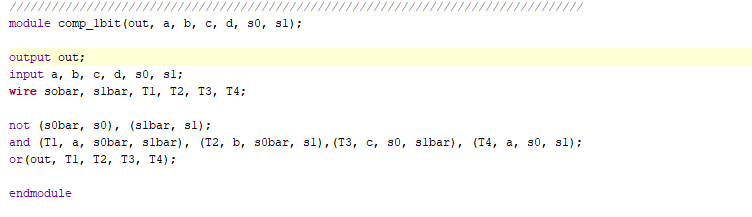 //////////////////////////////////////////////////////////////////////////////////
module comp_1bit(out, a, b, c, d, s0, s1);
output out;
input a, b, c, d, s0, s1;
wire sobar, s1bar, T1, T2, T3, T4;
not (s0bar, s0), (s1bar, s1);
and (T1, a, s0bar, s1bar), (T2, b, s0bar, s1),(T3, c, s0, s1bar), (T4, a, s0, s1);
or(out, T1, T2, T3, T4);
endmodule